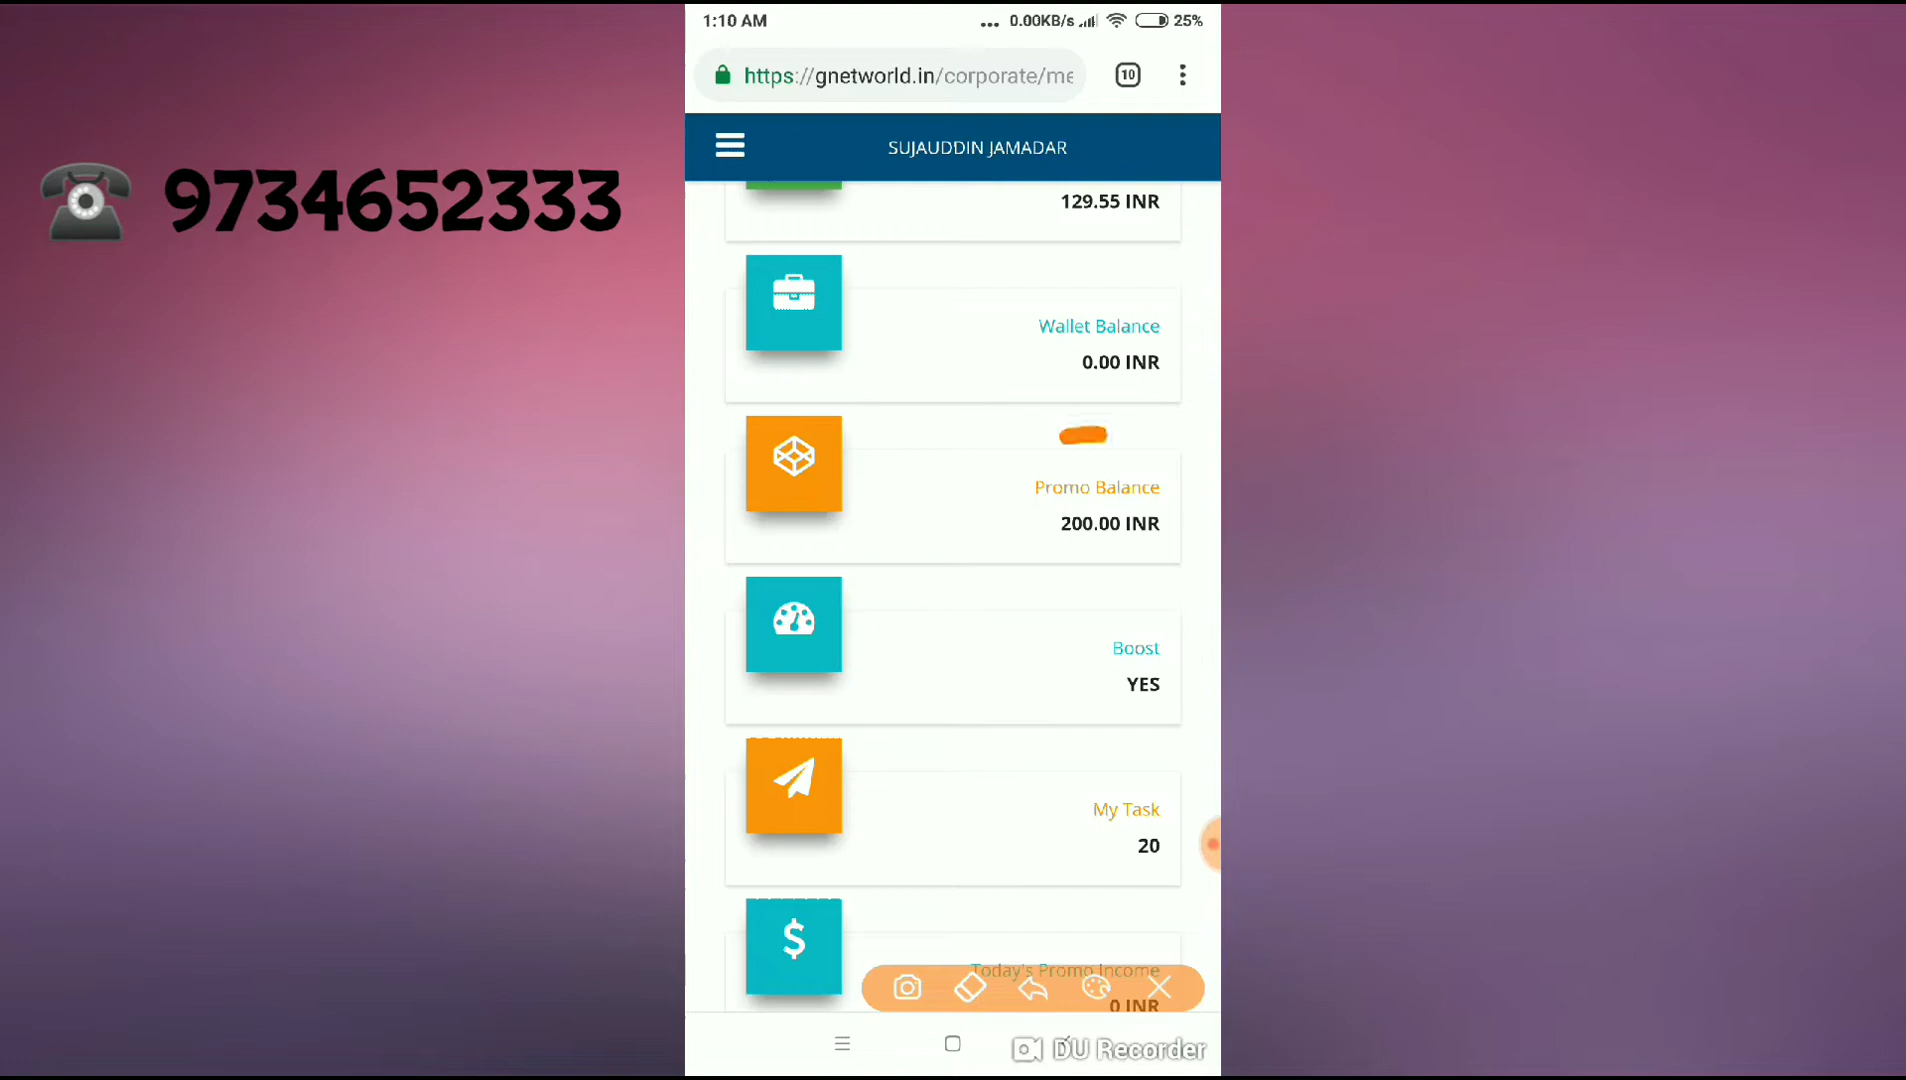 1:10 AM
... 0.00KB/s 25%
https://gnetworld.in/corporate/me
10
☎ 9734652333
SUJAUDDIN JAMADAR
129.55 INR
Wallet Balance
0.00 INR
Promo Balance
200.00 INR
Boost
YES
My Task
20
Today's Promo Income
0 INR
DU Recorder